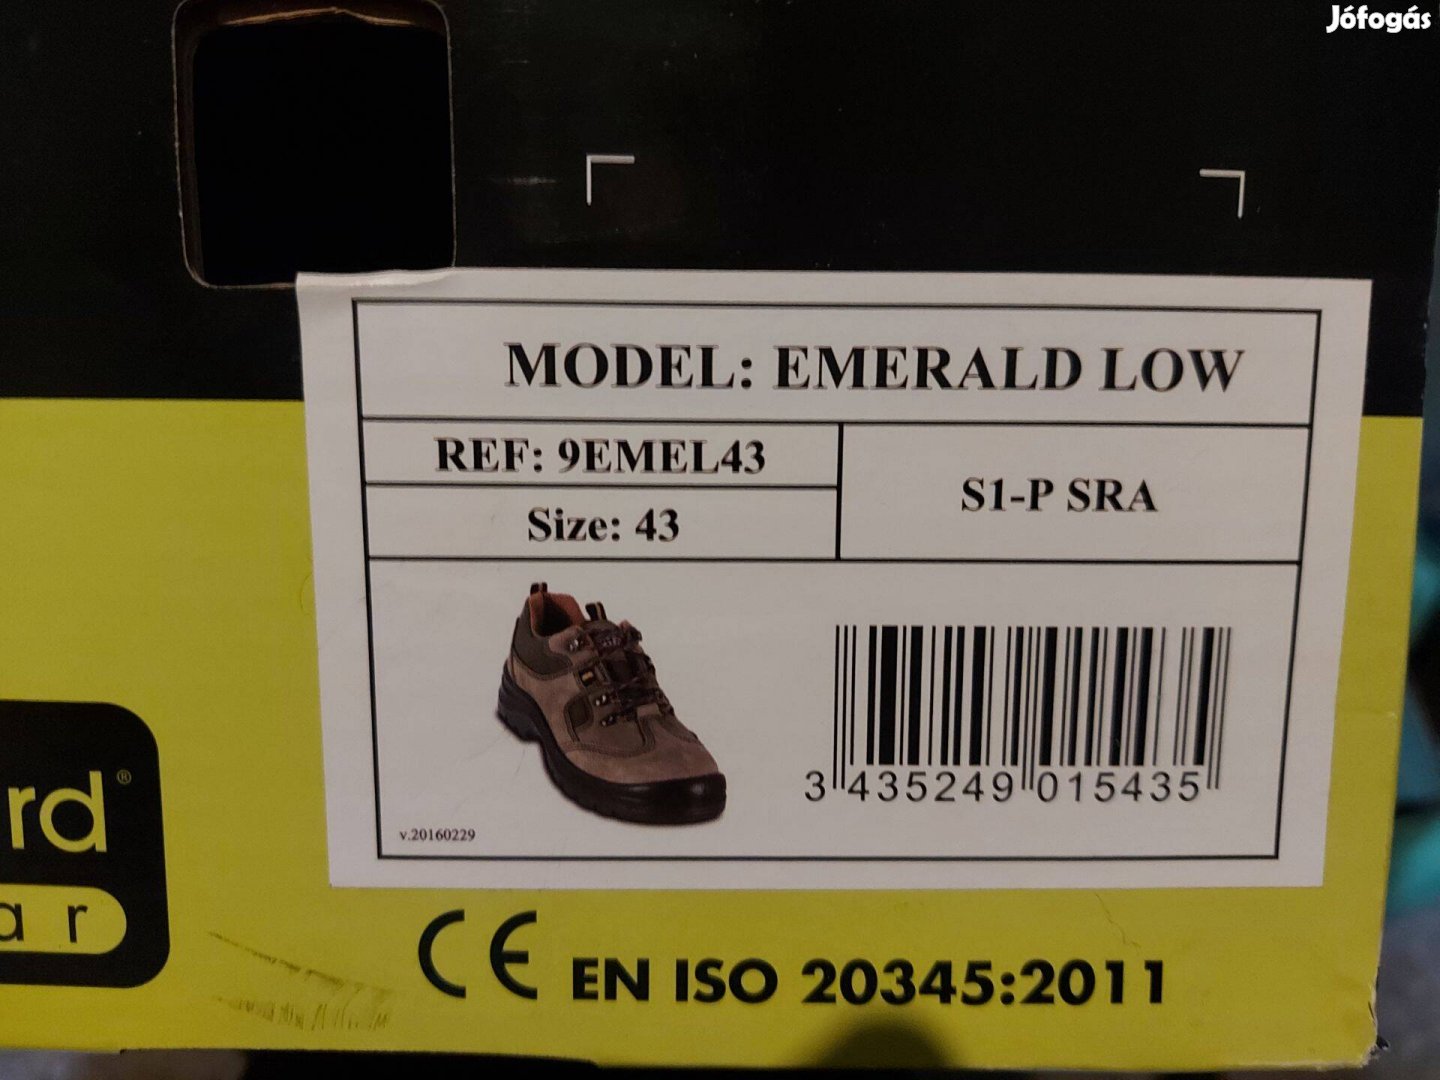 Jófogás
MODEL: EMERALD LOW
REF: 9EMEL43
S1-P SRA
Size: 43
3 435249 015435
v.20160229
rd®
ar
CE EN ISO 20345:2011